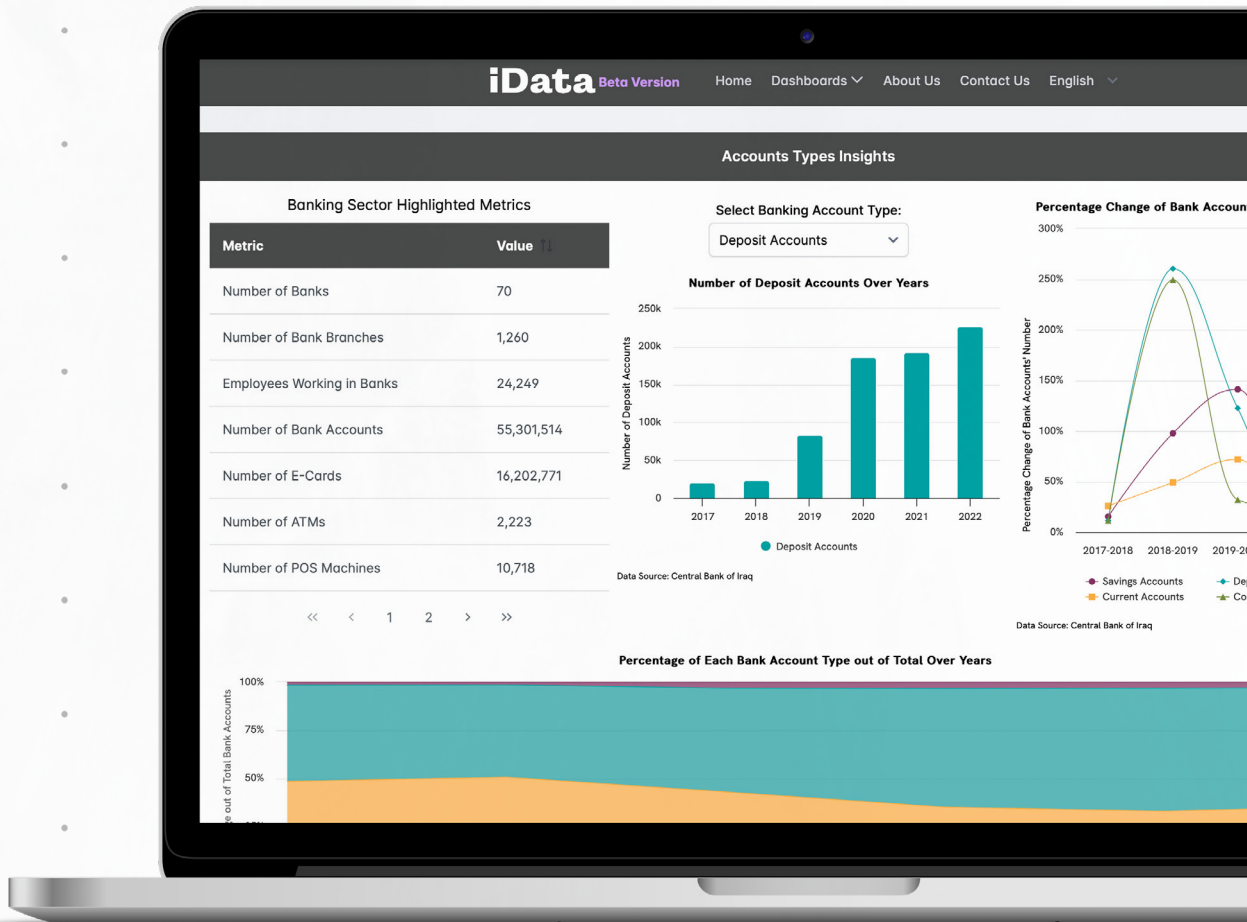 iData Beta Version Home Dashboards About Us Contact Us English
Accounts Types Insights
Banking Sector Highlighted Metrics
Metric Value
Number of Banks 70
Number of Bank Branches 1,260
Employees Working in Banks 24,249
Number of Bank Accounts 55,301,514
Number of E-Cards 16,202,771
Number of ATMs 2,223
Number of POS Machines 10,718
<< < 1 2 > >>
Select Banking Account Type:
Deposit Accounts
Number of Deposit Accounts Over Years
Number of Deposit Accounts
250k
200k
150k
100k
50k
0
2017 2018 2019 2020 2021 2022
Deposit Accounts
Data Source: Central Bank of Iraq
Percentage Change of Bank Accoun
Percentage Change of Bank Accounts' Number
300%
250%
200%
150%
100%
50%
0%
2017-2018 2018-2019 2019-20
Savings Accounts De
Current Accounts Co
Data Source: Central Bank of Iraq
Percentage of Each Bank Account Type out of Total Over Years
out of Total Bank Accounts
100%
75%
50%